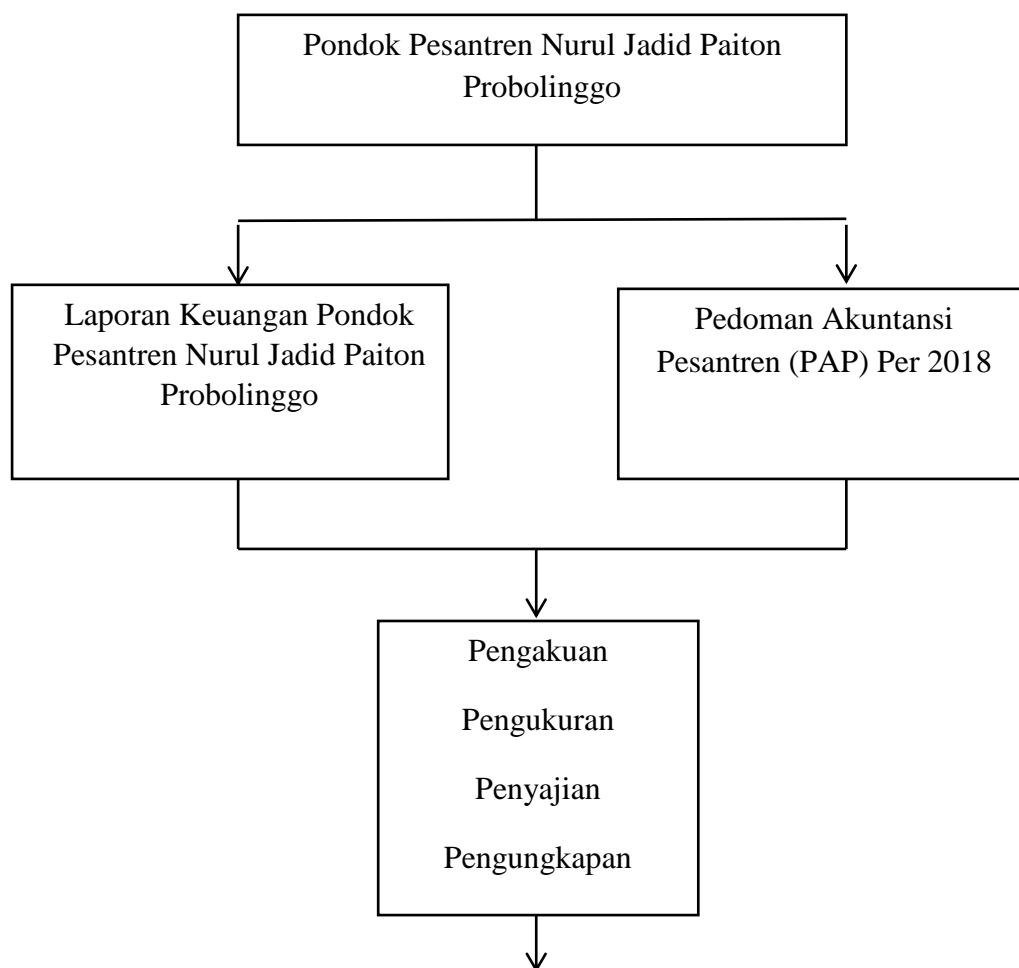 Pondok Pesantren Nurul Jadid Paiton
Probolinggo
Laporan Keuangan Pondok
Pesantren Nurul Jadid Paiton
Probolinggo
Pedoman Akuntansi
Pesantren (PAP) Per 2018
Pengakuan
Pengukuran
Penyajian
Pengungkapan